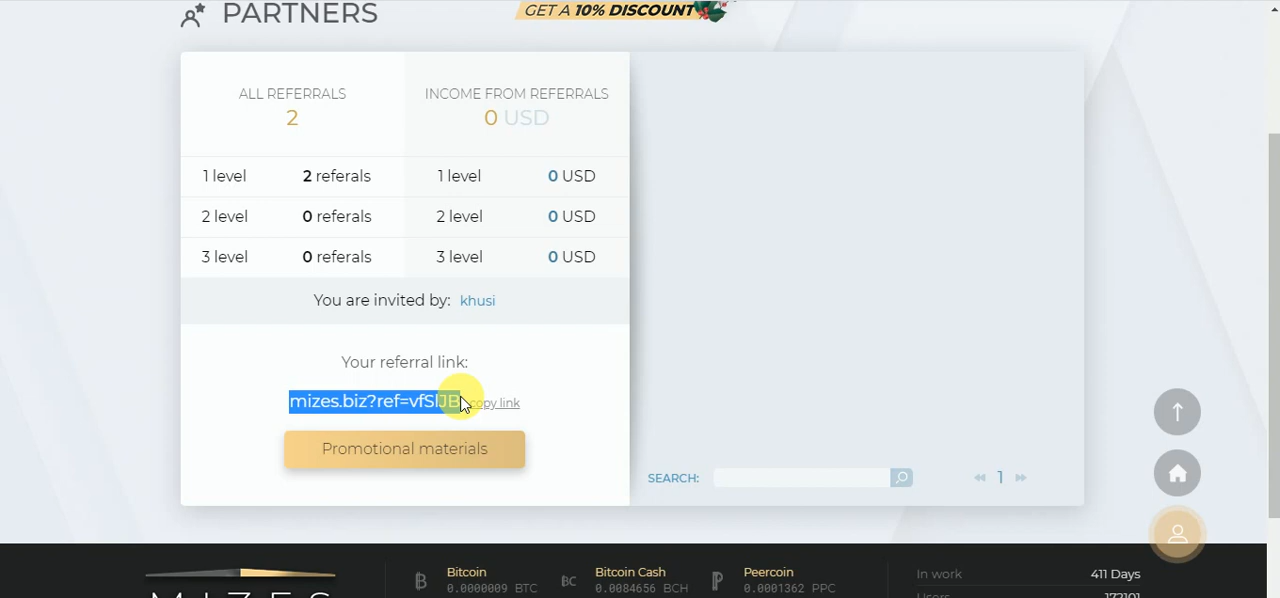 PARTNERS
GET A 10% DISCOUNT
ALL REFERRALS
2
INCOME FROM REFERRALS
0 USD
1 level 2 referals 1 level 0 USD
2 level 0 referals 2 level 0 USD
3 level 0 referals 3 level 0 USD
You are invited by: khusi
Your referral link:
mizes.biz?ref=vfSlJB copy link
Promotional materials
SEARCH:
1
MIZES
Bitcoin
0.0000009 BTC
Bitcoin Cash
0.0084656 BCH
Peercoin
0.0001362 PPC
In work 411 Days
Users 172101